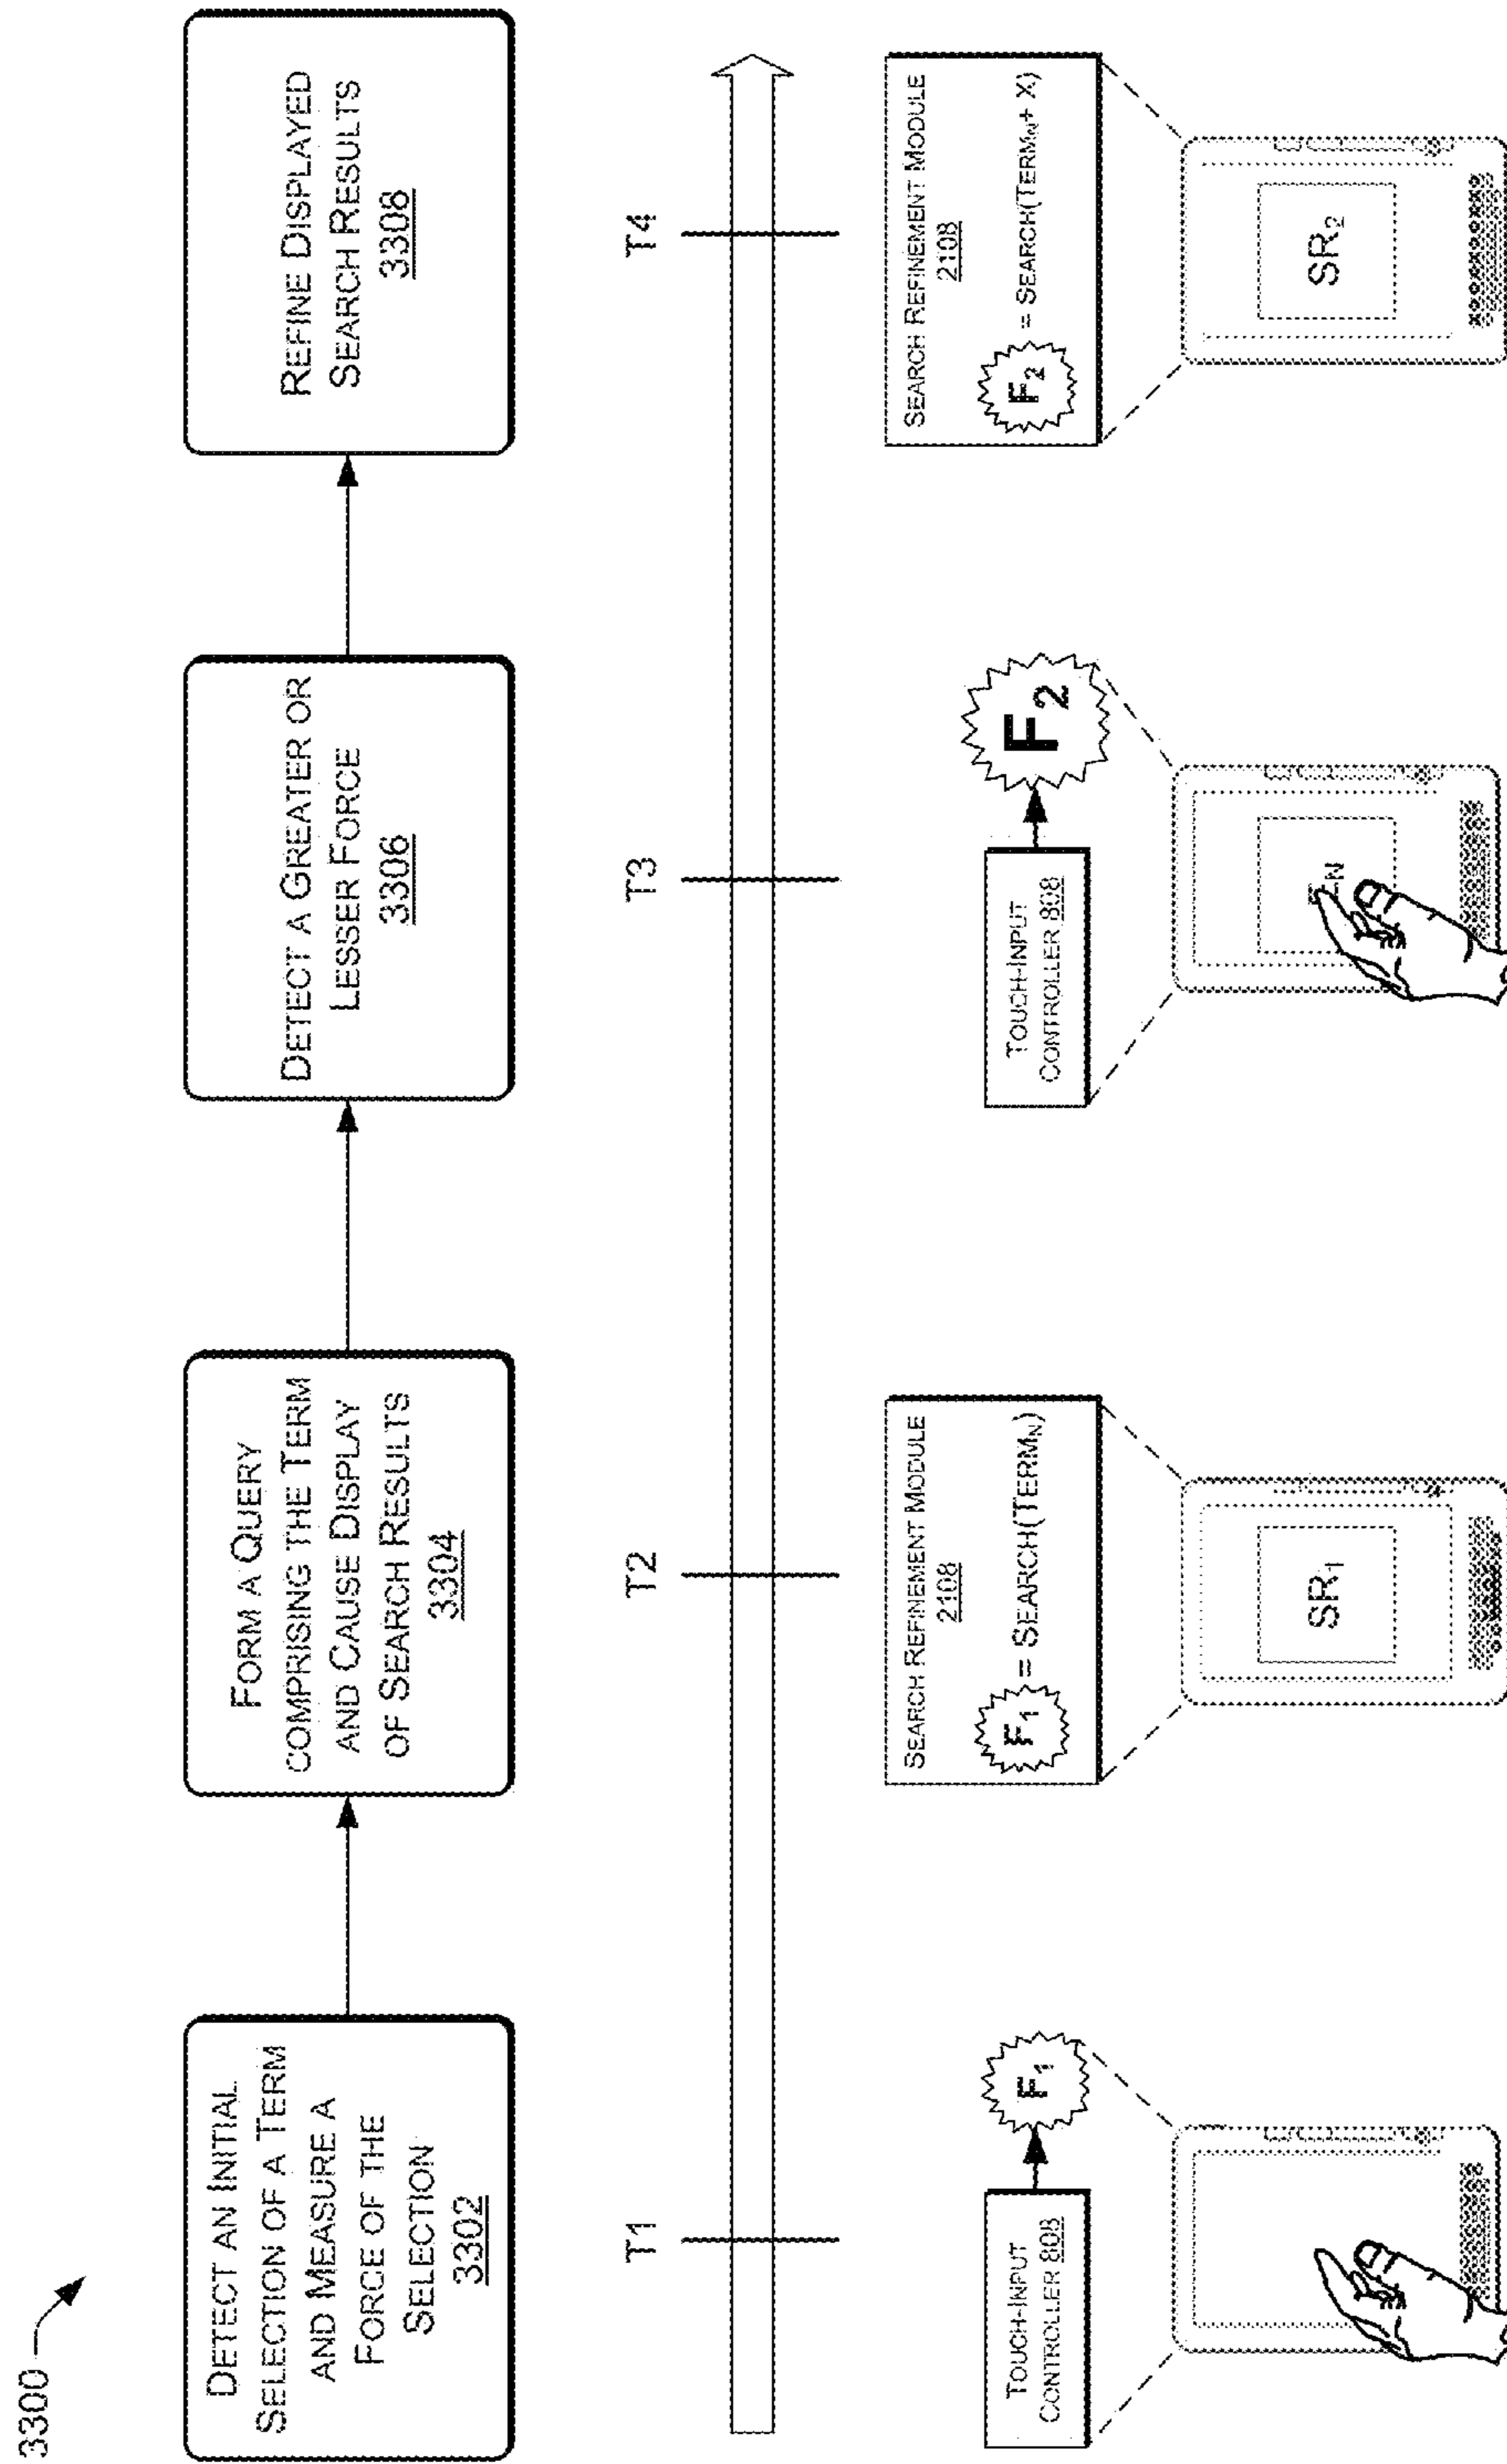 3300
DETECT AN INITIAL
SELECTION OF A TERM
AND MEASURE A
FORCE OF THE
SELECTION
3302
FORM A QUERY
COMPRISING THE TERM
AND CAUSE DISPLAY
OF SEARCH RESULTS
3304
DETECT A GREATER OR
LESSER FORCE
3306
REFINE DISPLAYED
SEARCH RESULTS
3308
T1
T2
T3
T4
TOUCH-INPUT
CONTROLLER 808
F1
SEARCH REFINEMENT MODULE
2108
F1 = SEARCH(TERMN)
SR1
TOUCH-INPUT
CONTROLLER 808
F2
SEARCH REFINEMENT MODULE
2108
F2 = SEARCH(TERMN+ X)
SR2